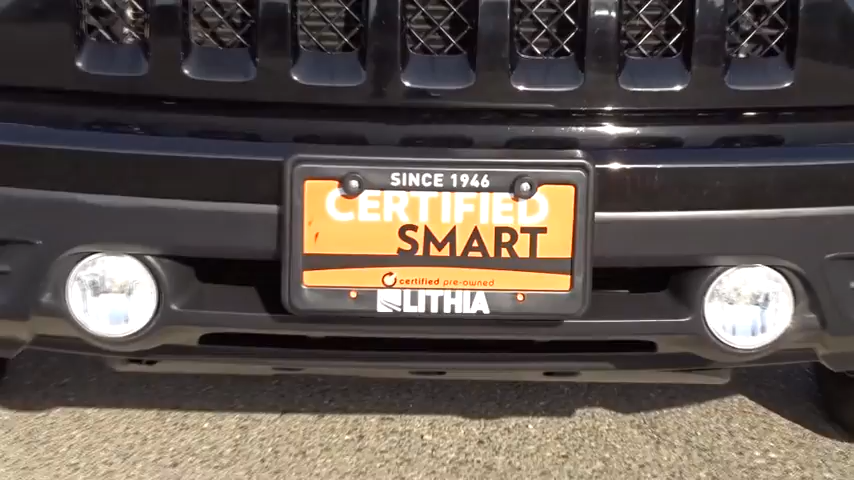 SINCE 1946
CERTIFIED
SMART
certified pre-owned
LITHIA